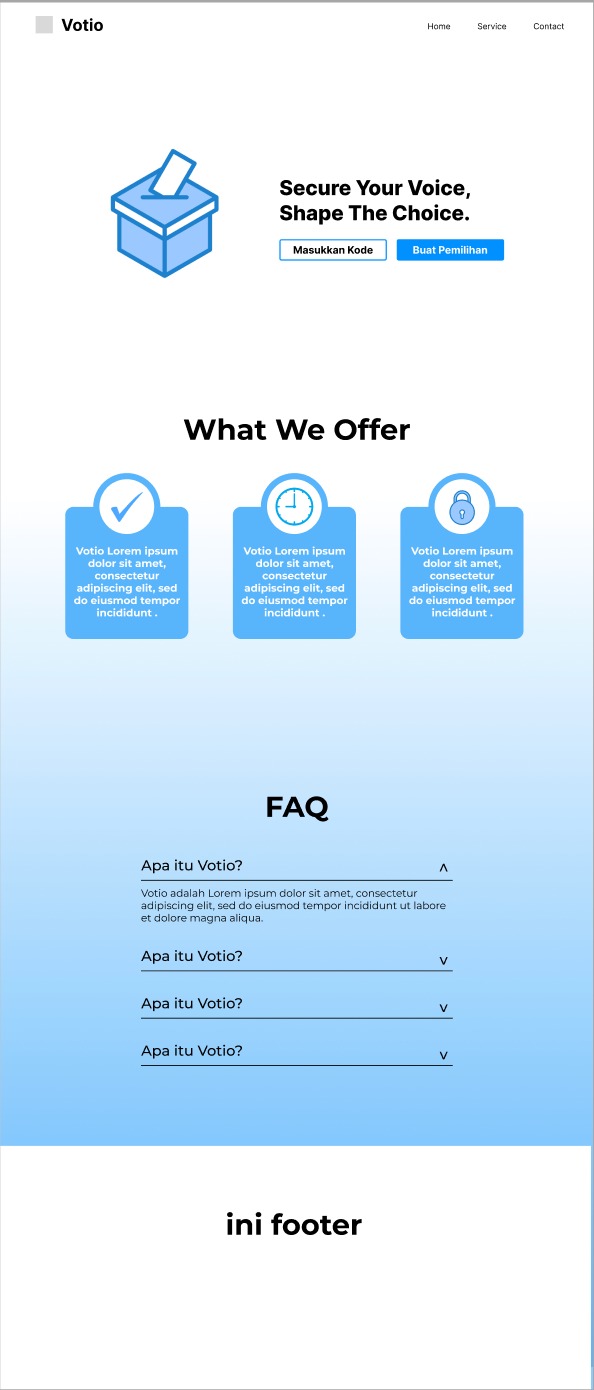 Votio
Home
Service
Contact
Secure Your Voice,
Shape The Choice.
Masukkan Kode
Buat Pemilihan
What We Offer
Votio Lorem ipsum
dolor sit amet,
consectetur
adipiscing elit, sed
do eiusmod tempor
incididunt .
Votio Lorem ipsum
dolor sit amet,
consectetur
adipiscing elit, sed
do eiusmod tempor
incididunt .
Votio Lorem ipsum
dolor sit amet,
consectetur
adipiscing elit, sed
do eiusmod tempor
incididunt .
FAQ
Apa itu Votio? ʌ
Votio adalah Lorem ipsum dolor sit amet, consectetur
adipiscing elit, sed do eiusmod tempor incididunt ut labore
et dolore magna aliqua.
Apa itu Votio? v
Apa itu Votio? v
Apa itu Votio? v
ini footer